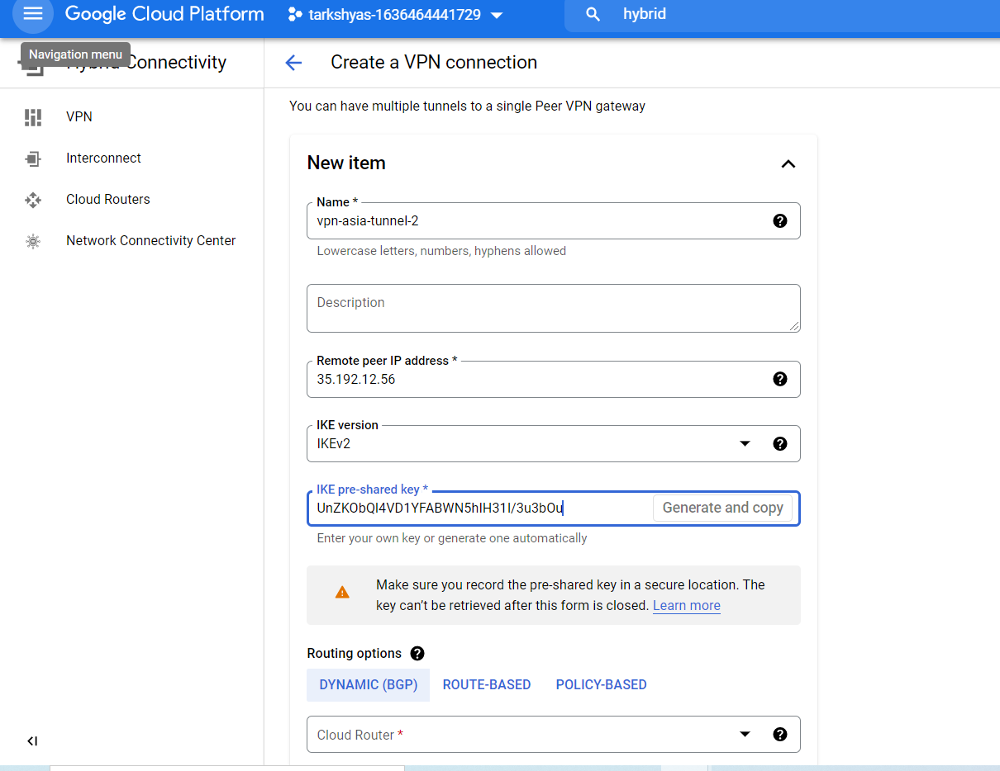 Google Cloud Platform
tarkshyas-1636464441729
hybrid
Navigation menu
Hybrid Connectivity
Create a VPN connection
You can have multiple tunnels to a single Peer VPN gateway
VPN
Interconnect
Cloud Routers
Network Connectivity Center
New item
Name *
vpn-asia-tunnel-2
Lowercase letters, numbers, hyphens allowed
Description
Remote peer IP address *
35.192.12.56
IKE version
IKEv2
IKE pre-shared key *
Generate and copy
Enter your own key or generate one automatically
Make sure you record the pre-shared key in a secure location. The
key can’t be retrieved after this form is closed. Learn more
Routing options
DYNAMIC (BGP)
ROUTE-BASED
POLICY-BASED
Cloud Router *